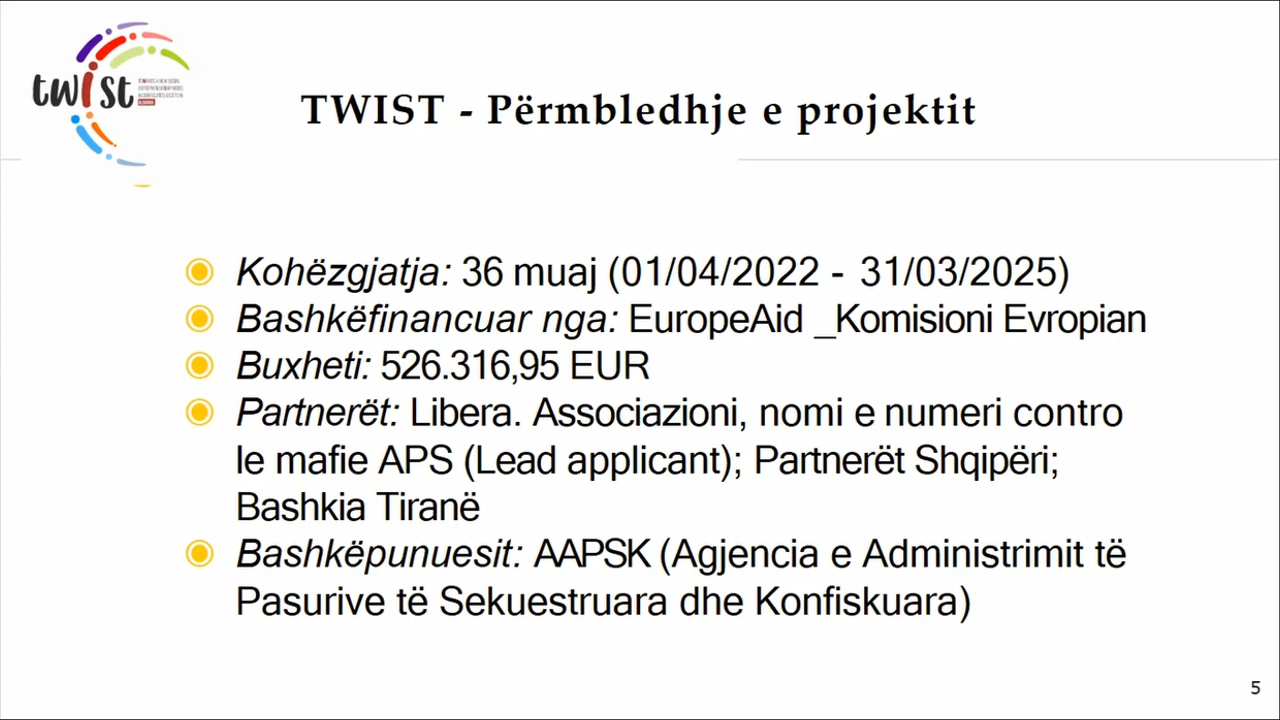 twist
TWIST - Përmbledhje e projektit
Kohëzgjatja: 36 muaj (01/04/2022 - 31/03/2025)
Bashkëfinancuar nga: EuropeAid _Komisioni Evropian
Buxheti: 526.316,95 EUR
Partnerët: Libera. Associazioni, nomi e numeri contro
le mafie APS (Lead applicant); Partnerët Shqipëri;
Bashkia Tiranë
Bashkëpunuesit: AAPSK (Agjencia e Administrimit të
Pasurive të Sekuestruara dhe Konfiskuara)
5